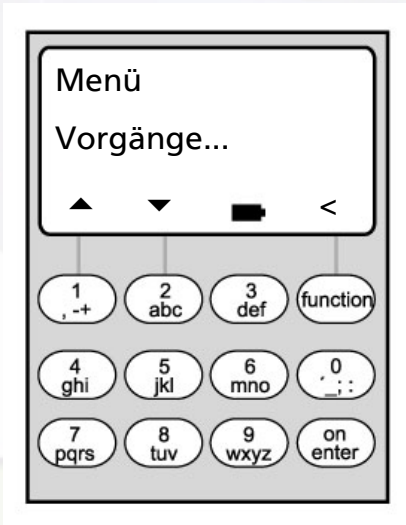 Menü
Vorgänge...
<
1 2 3 function
, -+ abc def
4 5 6 0
ghi jkl mno ´_; :
7 8 9 on
pqrs tuv wxyz enter